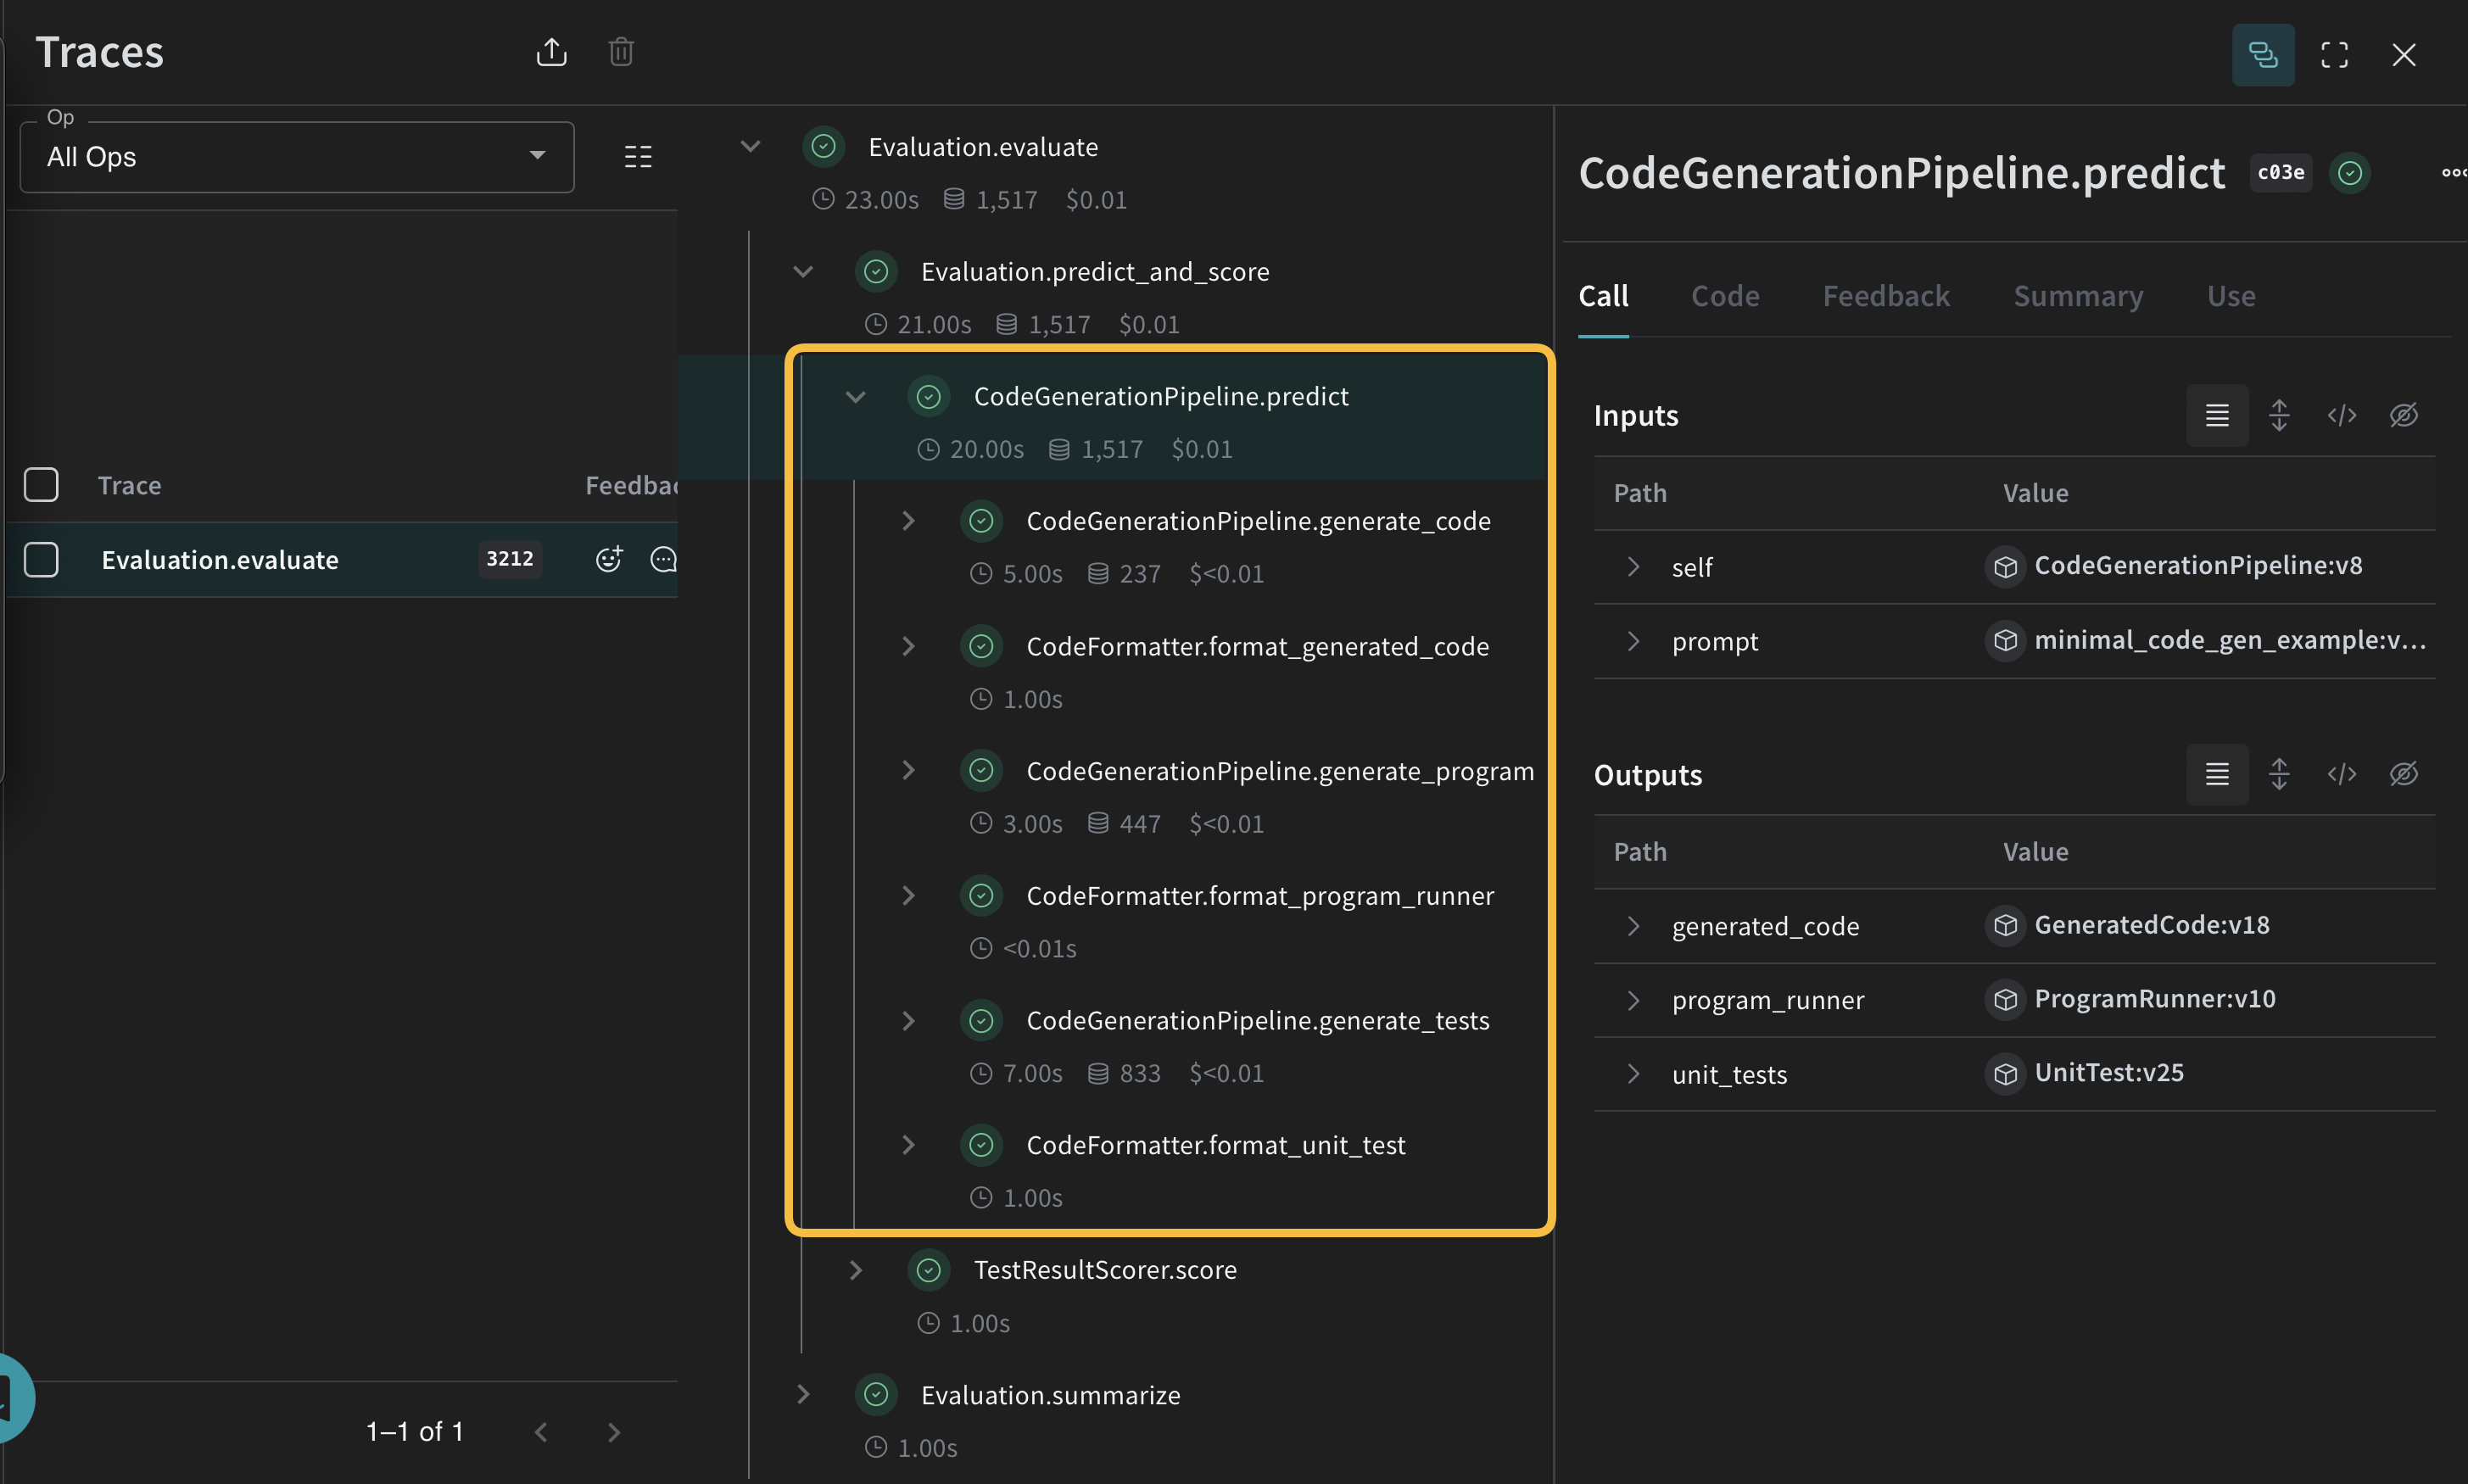 Traces
Op
All Ops
Trace
Feedbac
Evaluation.evaluate
3212
1–1 of 1
Evaluation.evaluate
23.00s 1,517 $0.01
Evaluation.predict_and_score
21.00s 1,517 $0.01
CodeGenerationPipeline.predict
20.00s 1,517 $0.01
CodeGenerationPipeline.generate_code
5.00s 237 $<0.01
CodeFormatter.format_generated_code
1.00s
CodeGenerationPipeline.generate_program
3.00s 447 $<0.01
CodeFormatter.format_program_runner
<0.01s
CodeGenerationPipeline.generate_tests
7.00s 833 $<0.01
CodeFormatter.format_unit_test
1.00s
TestResultScorer.score
1.00s
Evaluation.summarize
1.00s
CodeGenerationPipeline.predict c03e
Call Code Feedback Summary Use
Inputs
Path Value
self CodeGenerationPipeline:v8
prompt minimal_code_gen_example:v...
Outputs
Path Value
generated_code GeneratedCode:v18
program_runner ProgramRunner:v10
unit_tests UnitTest:v25